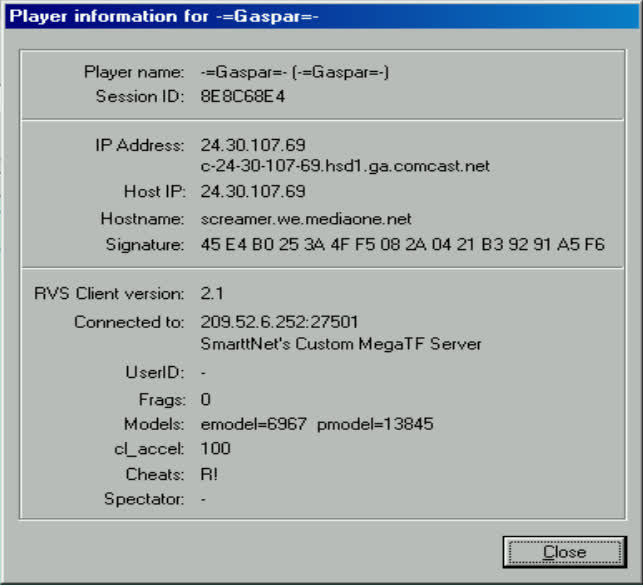 Player information for -=Gaspar=-
Player name: -=Gaspar=- (-=Gaspar=-)
Session ID: 8E8C68E4
IP Address: 24.30.107.69
c-24-30-107-69.hsd1.ga.comcast.net
Host IP: 24.30.107.69
Hostname: screamer.we.mediaone.net
Signature: 45 E4 B0 25 3A 4F F5 08 2A 04 21 B3 92 91 A5 F6
RVS Client version: 2.1
Connected to: 209.52.6.252:27501
SmarttNet's Custom MegaTF Server
UserID: -
Frags: 0
Models: emodel=6967 pmodel=13845
cl_accel: 100
Cheats: R!
Spectator: -
Close